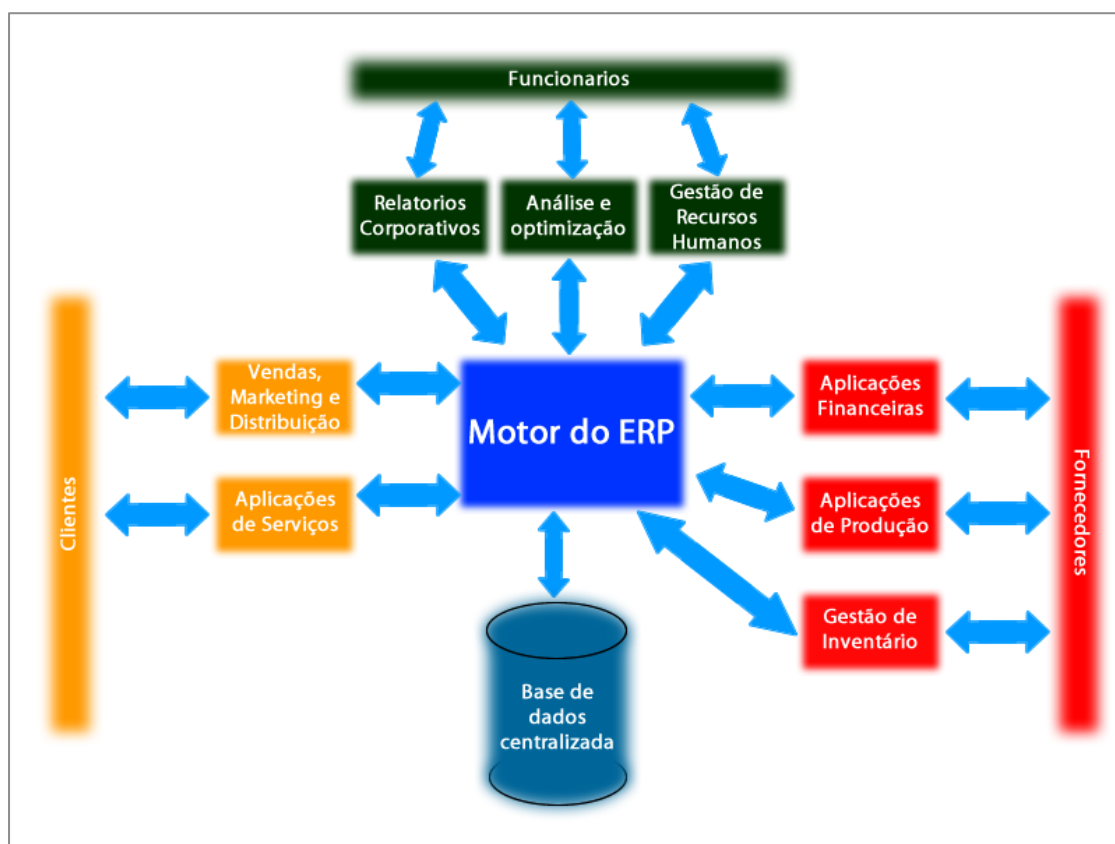 Funcionarios
Relatorios
Corporativos
Análise e
optimização
Gestão de
Recursos
Humanos
Clientes
Vendas,
Marketing e
Distribuição
Aplicações
de Serviços
Motor do ERP
Base de
dados
centralizada
Aplicações
Financeiras
Aplicações
de Produção
Gestão de
Inventário
Fornecedores